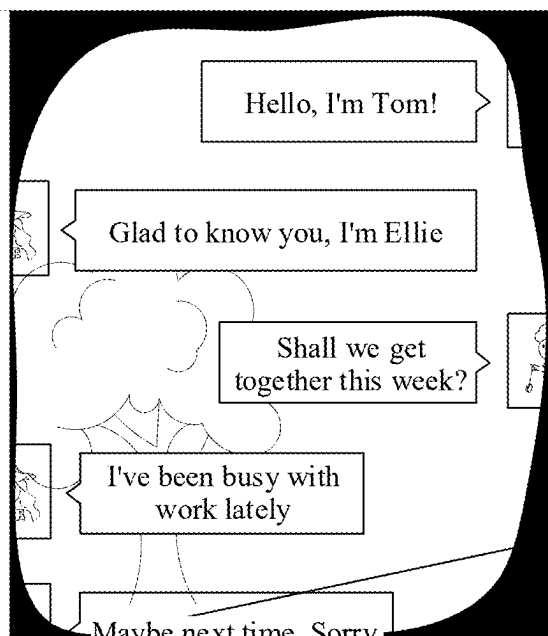 Hello, I'm Tom!
Glad to know you, I'm Ellie
Shall we get
together this week?
I've been busy with
work lately
Maybe next time, Sorry